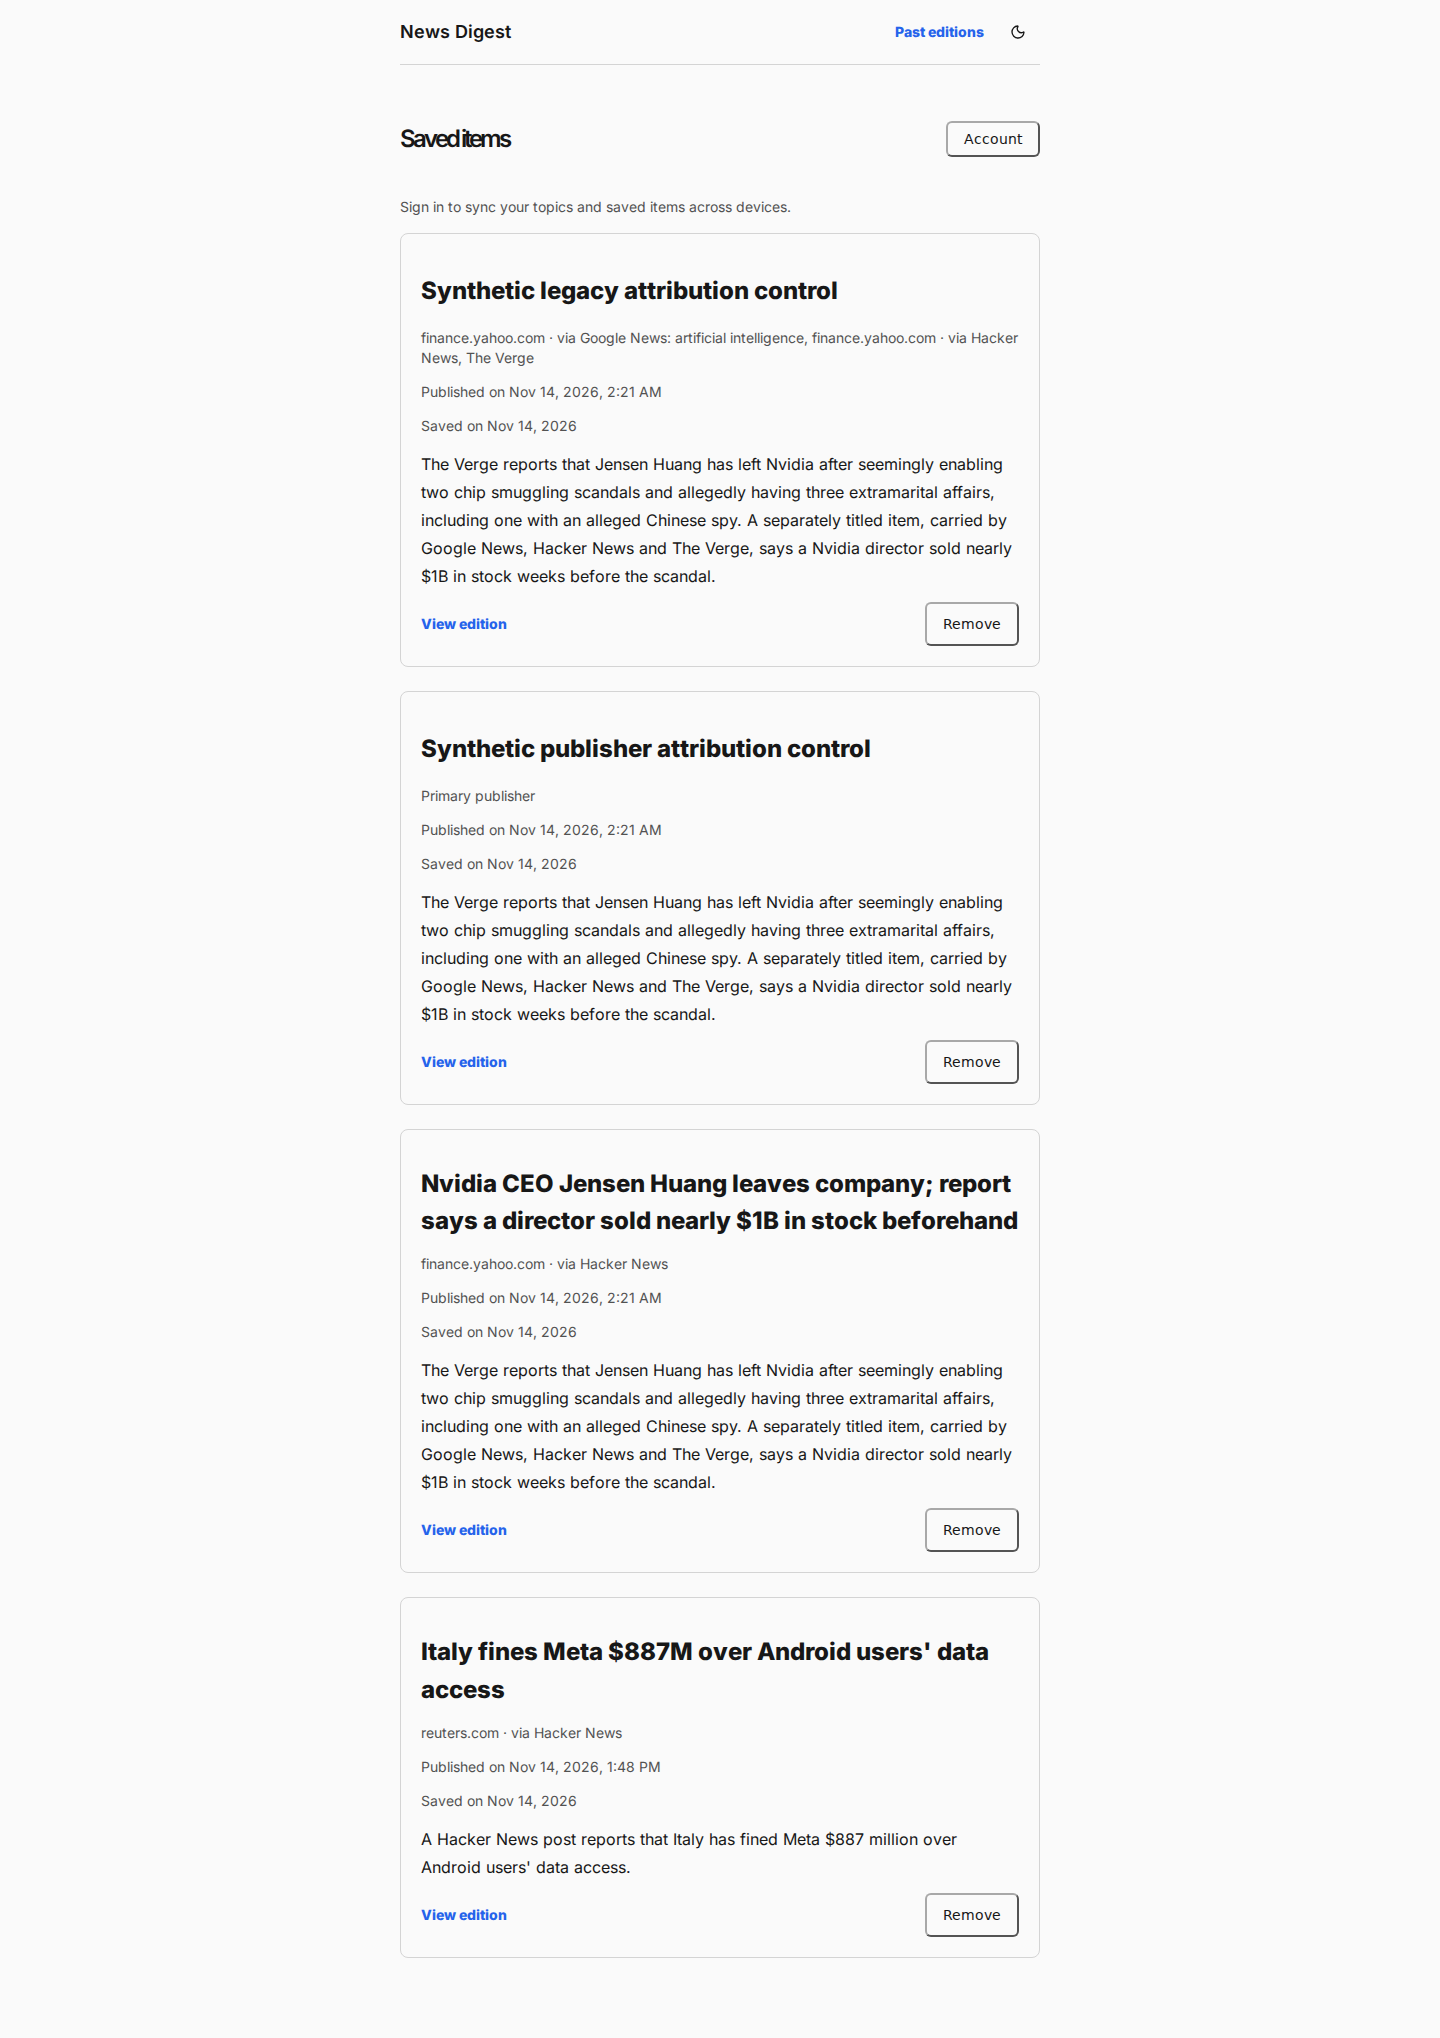 News Digest
Past editions
Saved items
Account
Sign in to sync your topics and saved items across devices.
Synthetic legacy attribution control
finance.yahoo.com · via Google News: artificial intelligence, finance.yahoo.com · via Hacker
News, The Verge
Published on Nov 14, 2026, 2:21 AM
Saved on Nov 14, 2026
The Verge reports that Jensen Huang has left Nvidia after seemingly enabling
two chip smuggling scandals and allegedly having three extramarital affairs,
including one with an alleged Chinese spy. A separately titled item, carried by
Google News, Hacker News and The Verge, says a Nvidia director sold nearly
$1B in stock weeks before the scandal.
View edition
Remove
Synthetic publisher attribution control
Primary publisher
Published on Nov 14, 2026, 2:21 AM
Saved on Nov 14, 2026
The Verge reports that Jensen Huang has left Nvidia after seemingly enabling
two chip smuggling scandals and allegedly having three extramarital affairs,
including one with an alleged Chinese spy. A separately titled item, carried by
Google News, Hacker News and The Verge, says a Nvidia director sold nearly
$1B in stock weeks before the scandal.
View edition
Remove
Nvidia CEO Jensen Huang leaves company; report
says a director sold nearly $1B in stock beforehand
finance.yahoo.com · via Hacker News
Published on Nov 14, 2026, 2:21 AM
Saved on Nov 14, 2026
The Verge reports that Jensen Huang has left Nvidia after seemingly enabling
two chip smuggling scandals and allegedly having three extramarital affairs,
including one with an alleged Chinese spy. A separately titled item, carried by
Google News, Hacker News and The Verge, says a Nvidia director sold nearly
$1B in stock weeks before the scandal.
View edition
Remove
Italy fines Meta $887M over Android users' data
access
reuters.com · via Hacker News
Published on Nov 14, 2026, 1:48 PM
Saved on Nov 14, 2026
A Hacker News post reports that Italy has fined Meta $887 million over
Android users' data access.
View edition
Remove